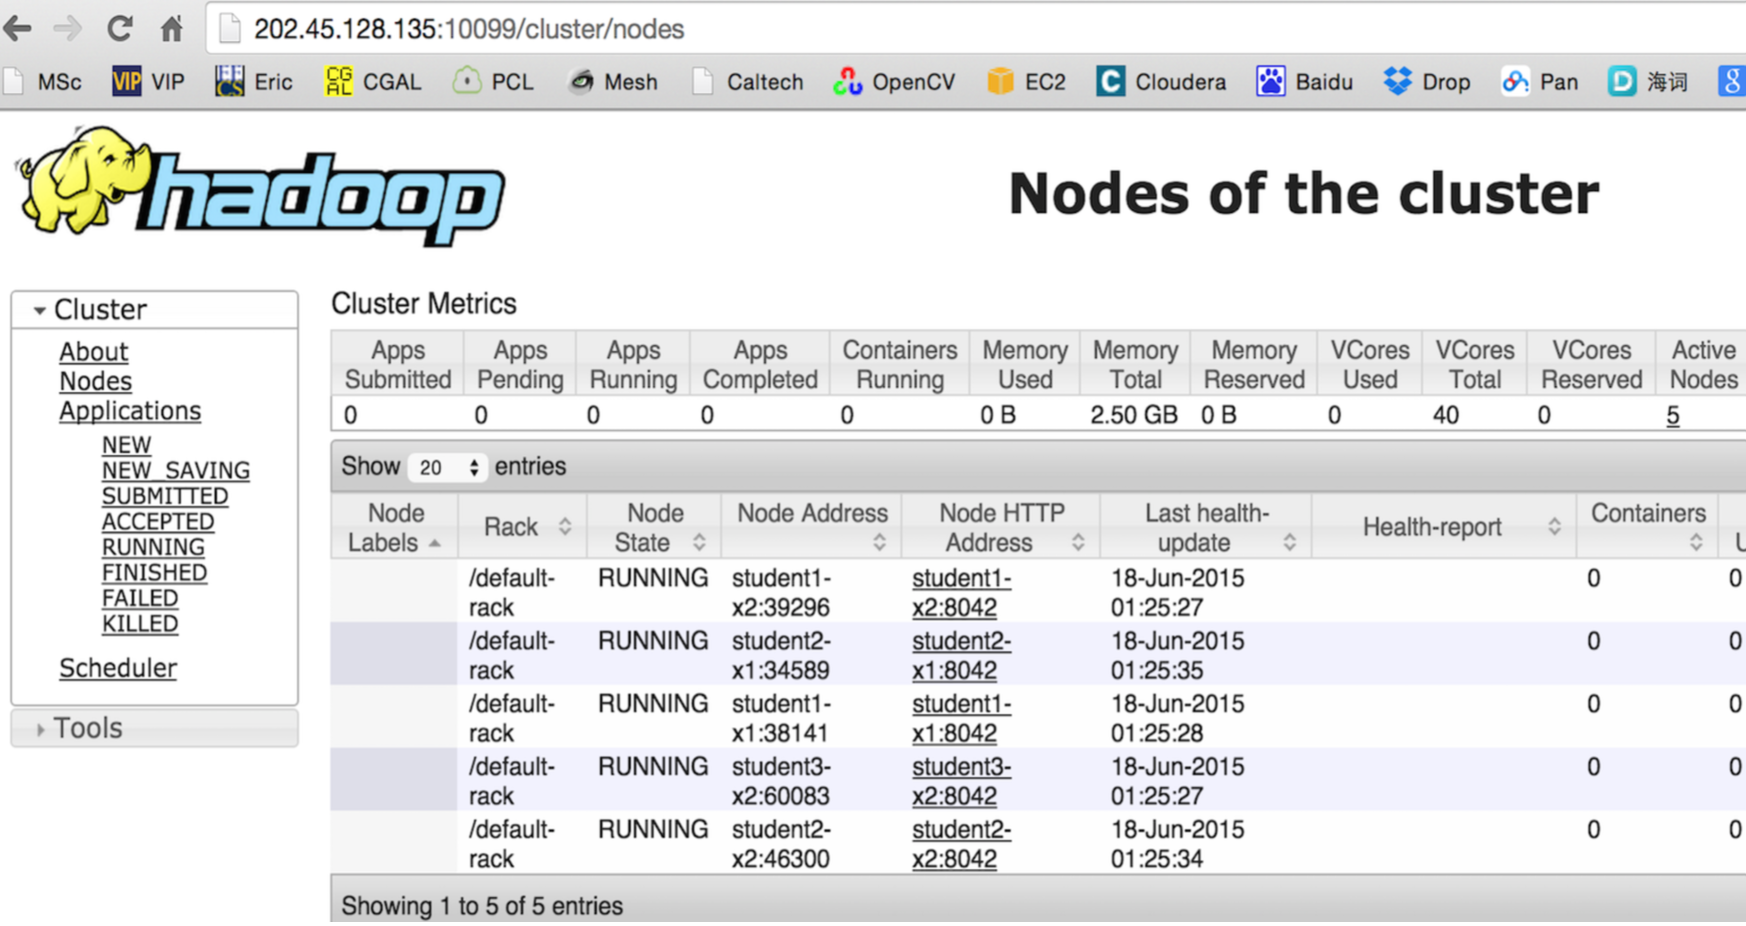 202.45.128.135:10099/cluster/nodes
MSc VIP VIP EECS Eric CGAL CGAL PCL Mesh Caltech OpenCV EC2 C Cloudera Baidu Drop Pan D 海词 8
hadoop
Nodes of the cluster
Cluster
About
Nodes
Applications
NEW
NEW_SAVING
SUBMITTED
ACCEPTED
RUNNING
FINISHED
FAILED
KILLED
Scheduler
Tools
Cluster Metrics
Apps Apps Apps Apps Containers Memory Memory Memory VCores VCores VCores Active
Submitted Pending Running Completed Running Used Total Reserved Used Total Reserved Nodes
0 0 0 0 0 0 B 2.50 GB 0 B 0 40 0 5
Show 20 entries
Node Labels Rack Node State Node Address Node HTTP Address Last health-update Health-report Containers
/default- RUNNING student1- student1- 18-Jun-2015 0 0
rack x2:39296 x2:8042 01:25:27
/default- RUNNING student2- student2- 18-Jun-2015 0 0
rack x1:34589 x1:8042 01:25:35
/default- RUNNING student1- student1- 18-Jun-2015 0 0
rack x1:38141 x1:8042 01:25:28
/default- RUNNING student3- student3- 18-Jun-2015 0 0
rack x2:60083 x2:8042 01:25:27
/default- RUNNING student2- student2- 18-Jun-2015 0 0
rack x2:46300 x2:8042 01:25:34
Showing 1 to 5 of 5 entries